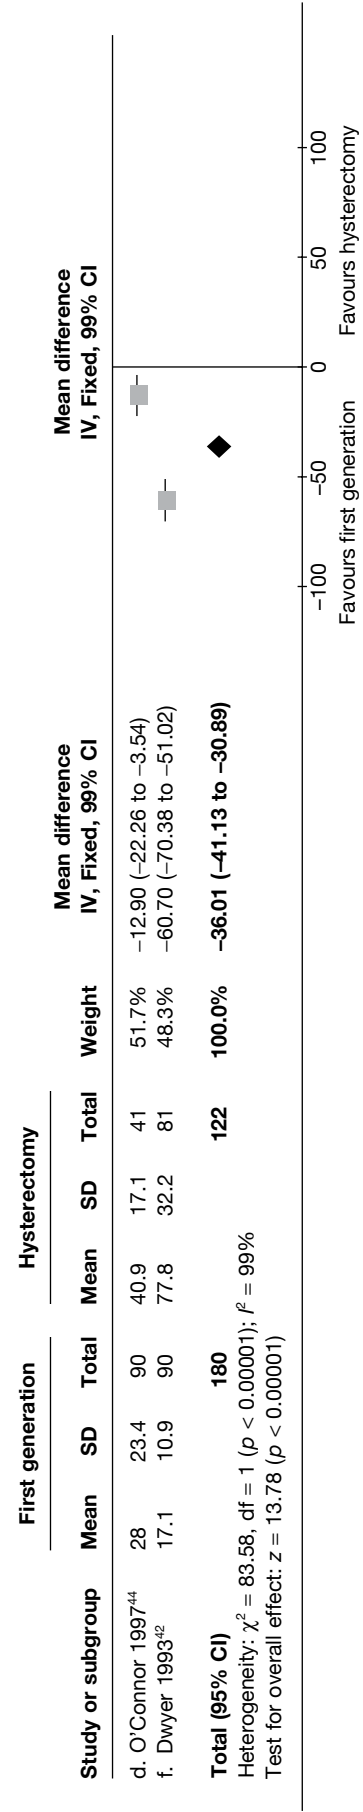 First generation Hysterectomy Mean difference Mean difference
Study or subgroup Mean SD Total Mean SD Total Weight IV, Fixed, 99% CI IV, Fixed, 99% CI
d. O'Connor 1997⁴⁴ 28 23.4 90 40.9 17.1 41 51.7% −12.90 (−22.26 to −3.54)
f. Dwyer 1993⁴² 17.1 10.9 90 77.8 32.2 81 48.3% −60.70 (−70.38 to −51.02)
Total (95% CI) 180 122 100.0% −36.01 (−41.13 to −30.89)
Heterogeneity: χ² = 83.58, df = 1 (p < 0.00001); I² = 99%
Test for overall effect: z = 13.78 (p < 0.00001)
−100 −50 0 50 100
Favours first generation Favours hysterectomy